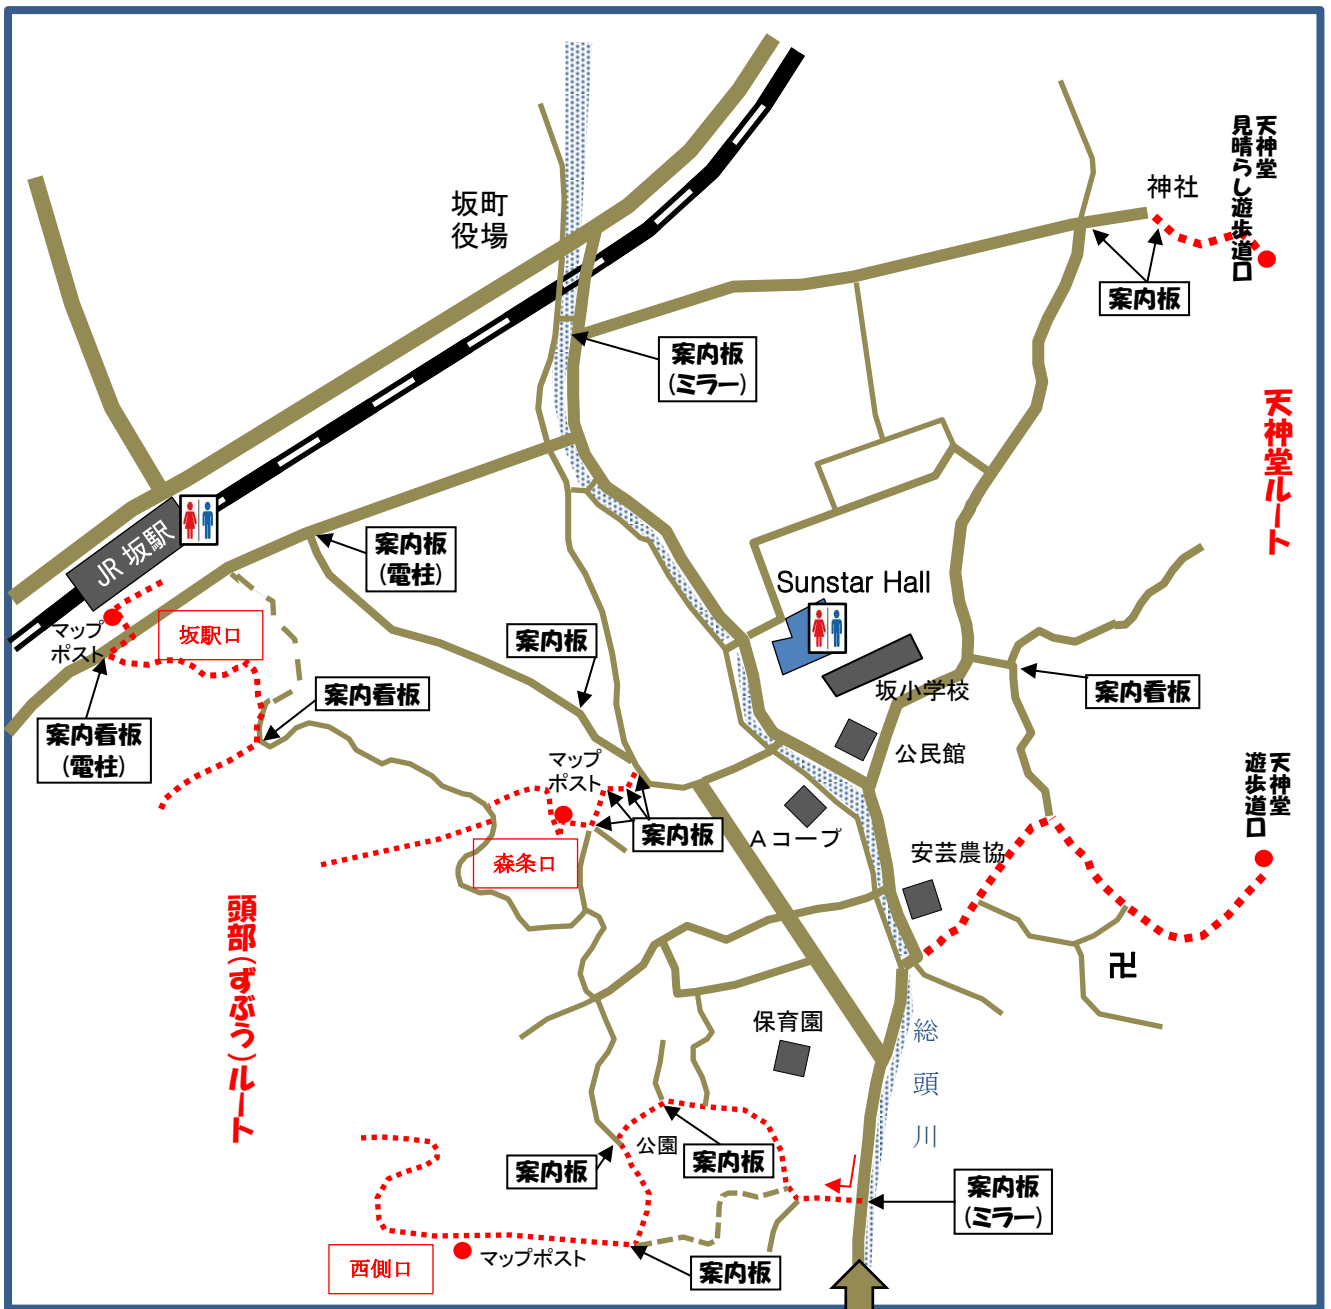 天神堂
見晴らし遊歩道口
神社
坂町
役場
案内板
案内板
(ミラー)
天神堂ルート
JR 坂駅
案内板
(電柱)
Sunstar Hall
マップ
ポスト
坂駅口
案内板
案内看板
坂小学校
案内看板
案内看板
(電柱)
公民館
マップ
ポスト
天神堂
遊歩道口
案内板
Aコープ
安芸農協
森条口
頭部(ずぶう)ルート
卍
保育園
総頭川
公園
案内板
案内板
案内板
(ミラー)
マップポスト
西側口
案内板